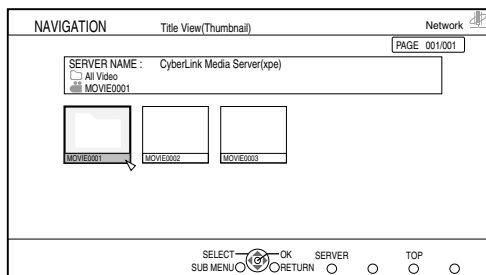 NAVIGATION Title View(Thumbnail) Network
PAGE 001/001
SERVER NAME : CyberLink Media Server(xpe)
All Video
MOVIE0001
MOVIE0001 MOVIE0002 MOVIE0003
SELECT OK SERVER TOP
SUB MENU RETURN